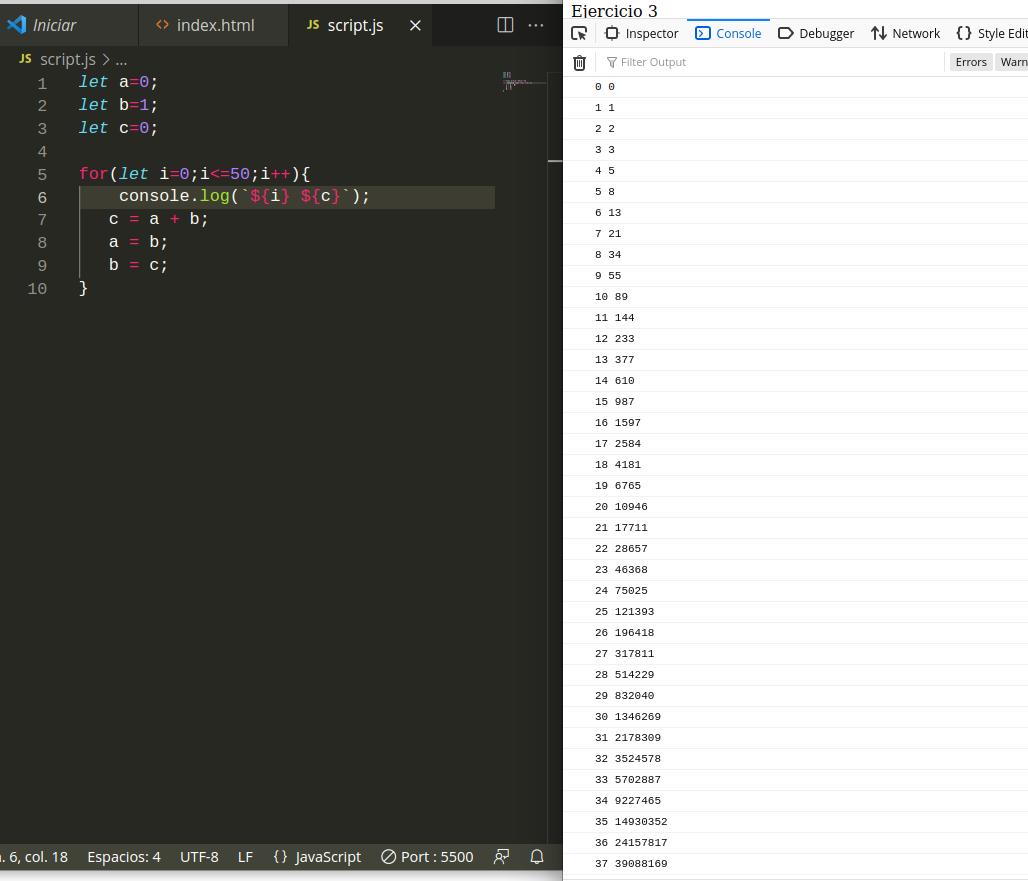 Iniciar
index.html
script.js
JS script.js > ...
1 let a=0;
2 let b=1;
3 let c=0;
4
5 for(let i=0;i<=50;i++){
6 console.log(`${i} ${c}`);
7 c = a + b;
8 a = b;
9 b = c;
10 }
. 6, col. 18 Espacios: 4 UTF-8 LF {} JavaScript Port : 5500
Ejercicio 3
Inspector Console Debugger Network {} Style Edit
Filter Output Errors Warn
0 0
1 1
2 2
3 3
4 5
5 8
6 13
7 21
8 34
9 55
10 89
11 144
12 233
13 377
14 610
15 987
16 1597
17 2584
18 4181
19 6765
20 10946
21 17711
22 28657
23 46368
24 75025
25 121393
26 196418
27 317811
28 514229
29 832040
30 1346269
31 2178309
32 3524578
33 5702887
34 9227465
35 14930352
36 24157817
37 39088169